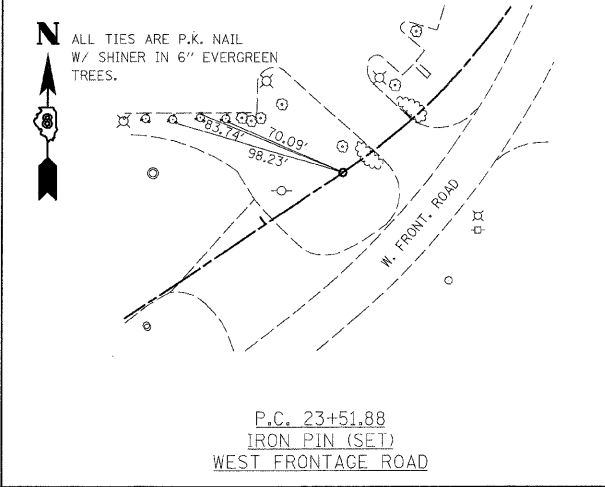 N
ALL TIES ARE P.K. NAIL
W/ SHINER IN 6" EVERGREEN
TREES.
8
70.09'
83.74'
98.23'
W. FRONT. ROAD
P.C. 23+51.88
IRON PIN (SET)
WEST FRONTAGE ROAD